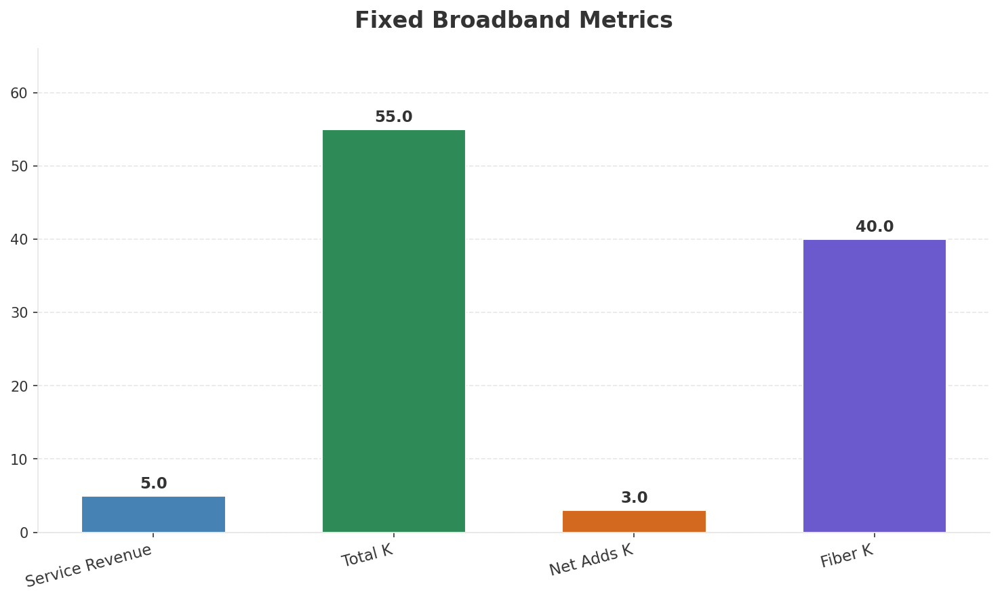 Fixed Broadband Metrics
60
50
40
30
20
10
0
5.0
55.0
3.0
40.0
Service Revenue
Total K
Net Adds K
Fiber K